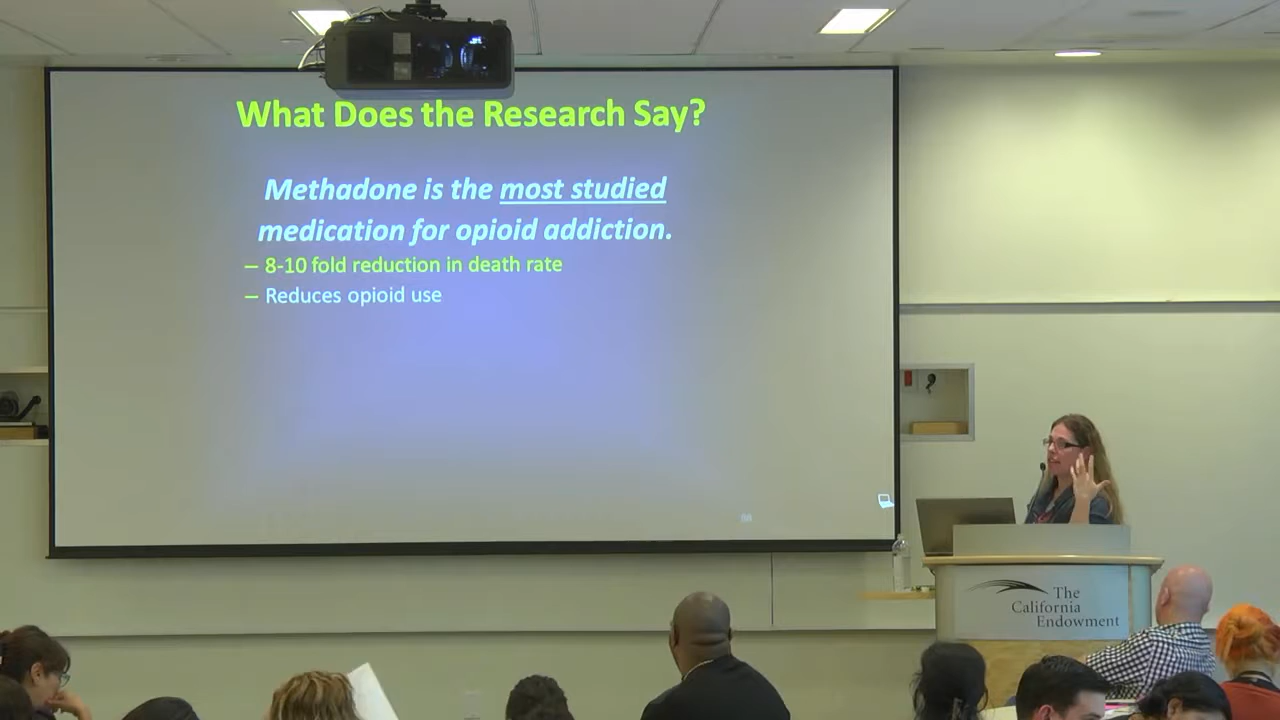 What Does the Research Say?
Methadone is the most studied
medication for opioid addiction.
– 8-10 fold reduction in death rate
– Reduces opioid use
The
California
Endowment